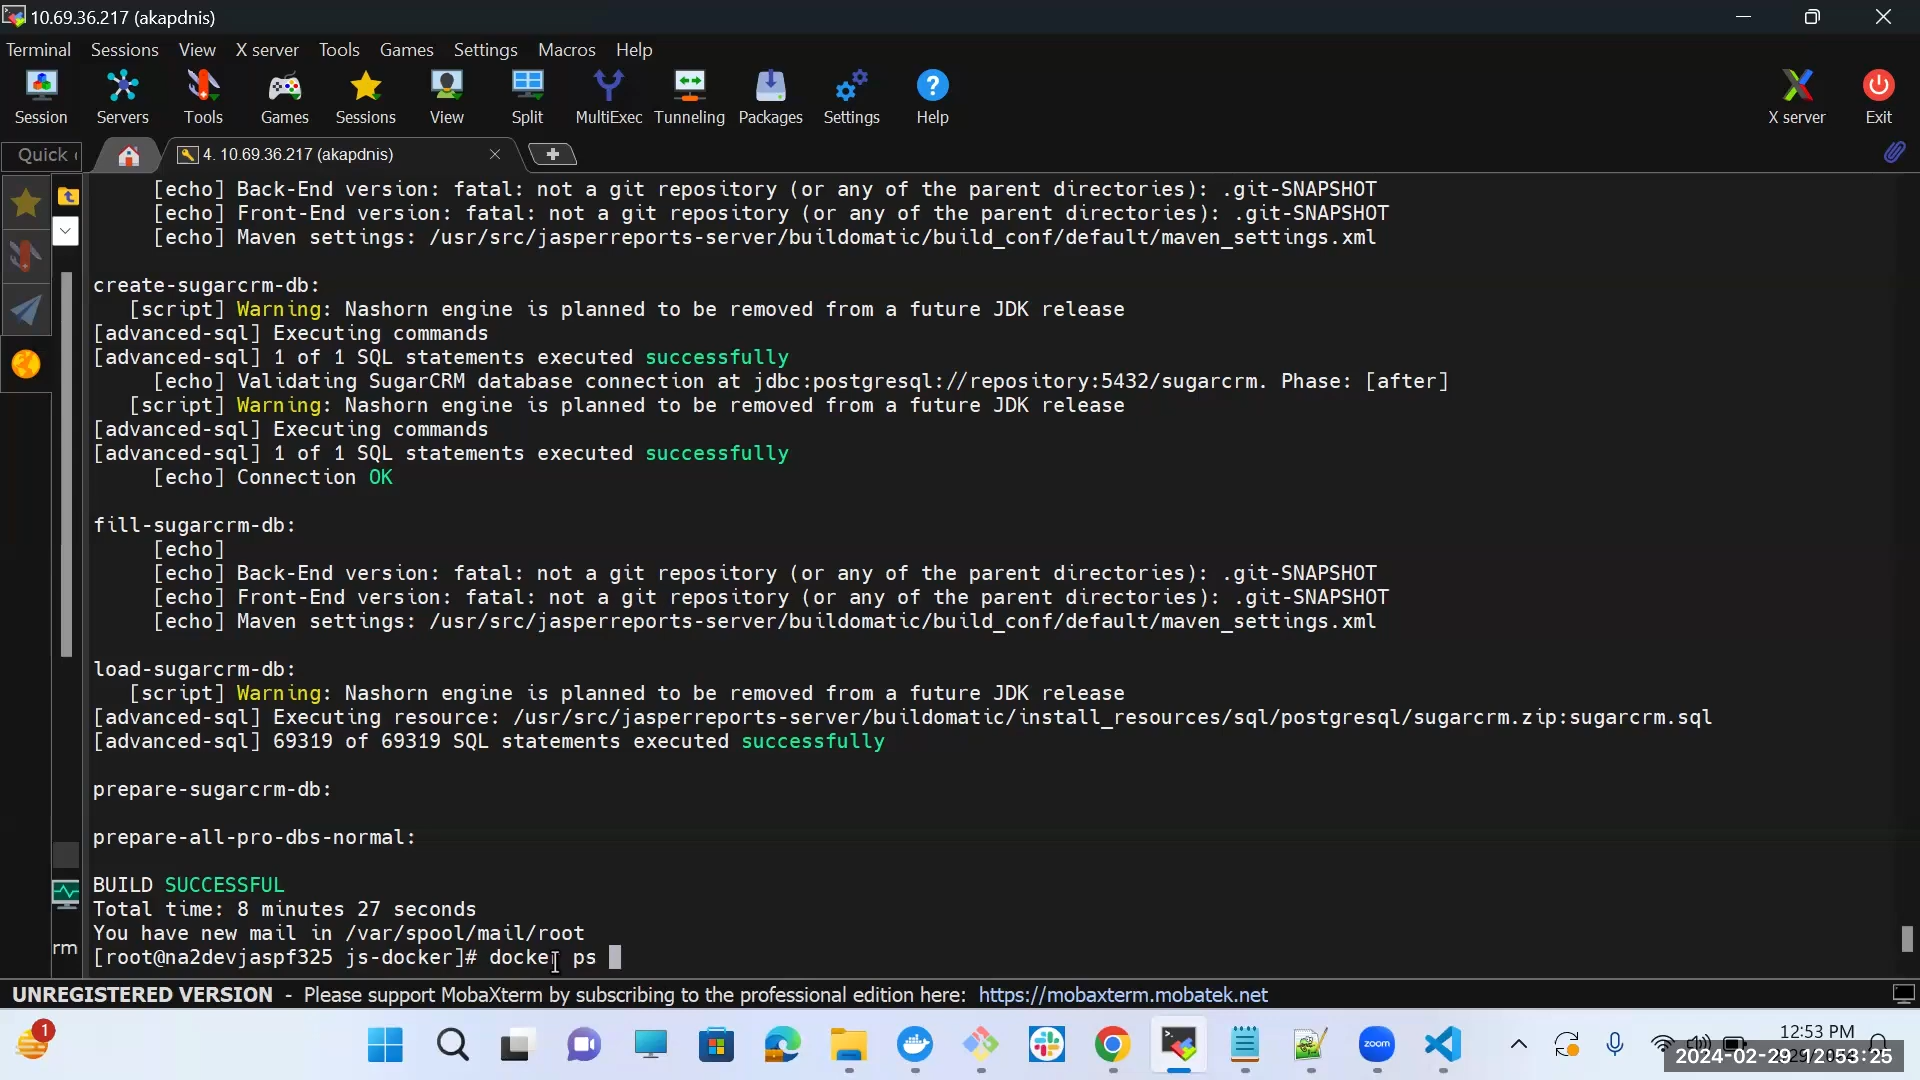 10.69.36.217 (akapdnis)
Terminal Sessions View X server Tools Games Settings Macros Help
Session Servers Tools Games Sessions View Split MultiExec Tunneling Packages Settings Help X server Exit
Quick 4. 10.69.36.217 (akapdnis)
[echo] Back-End version: fatal: not a git repository (or any of the parent directories): .git-SNAPSHOT
[echo] Front-End version: fatal: not a git repository (or any of the parent directories): .git-SNAPSHOT
[echo] Maven settings: /usr/src/jasperreports-server/buildomatic/build_conf/default/maven_settings.xml
create-sugarcrm-db:
[script] Warning: Nashorn engine is planned to be removed from a future JDK release
[advanced-sql] Executing commands
[advanced-sql] 1 of 1 SQL statements executed successfully
[echo] Validating SugarCRM database connection at jdbc:postgresql://repository:5432/sugarcrm. Phase: [after]
[script] Warning: Nashorn engine is planned to be removed from a future JDK release
[advanced-sql] Executing commands
[advanced-sql] 1 of 1 SQL statements executed successfully
[echo] Connection OK
fill-sugarcrm-db:
[echo]
[echo] Back-End version: fatal: not a git repository (or any of the parent directories): .git-SNAPSHOT
[echo] Front-End version: fatal: not a git repository (or any of the parent directories): .git-SNAPSHOT
[echo] Maven settings: /usr/src/jasperreports-server/buildomatic/build_conf/default/maven_settings.xml
load-sugarcrm-db:
[script] Warning: Nashorn engine is planned to be removed from a future JDK release
[advanced-sql] Executing resource: /usr/src/jasperreports-server/buildomatic/install_resources/sql/postgresql/sugarcrm.zip:sugarcrm.sql
[advanced-sql] 69319 of 69319 SQL statements executed successfully
prepare-sugarcrm-db:
prepare-all-pro-dbs-normal:
BUILD SUCCESSFUL
Total time: 8 minutes 27 seconds
You have new mail in /var/spool/mail/root
rm
[root@na2devjaspf325 js-docker]# docker ps
UNREGISTERED VERSION - Please support MobaXterm by subscribing to the professional edition here: https://mobaxterm.mobatek.net
1
zoom
12:53 PM
2024-02-29 12:53:25